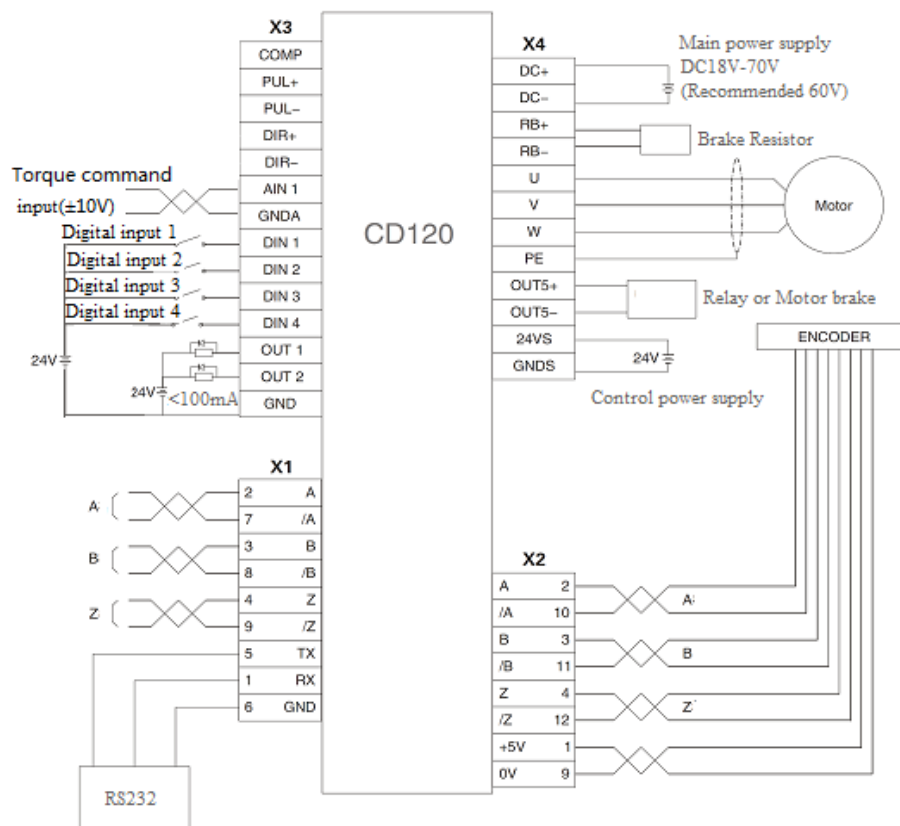 X3
COMP
PUL+
PUL−
DIR+
DIR−
AIN 1
GNDA
DIN 1
DIN 2
DIN 3
DIN 4
OUT 1
OUT 2
GND
Torque command
input(±10V)
Digital input 1
Digital input 2
Digital input 3
Digital input 4
24V
24V
<100mA
CD120
X4
DC+
DC−
RB+
RB−
U
V
W
PE
OUT5+
OUT5−
24VS
GNDS
Main power supply
DC18V-70V
(Recommended 60V)
Brake Resistor
Motor
Relay or Motor brake
24V
Control power supply
ENCODER
X1
2 A
7 /A
3 B
8 /B
4 Z
9 /Z
5 TX
1 RX
6 GND
A
B
Z
RS232
X2
A 2
/A 10
B 3
/B 11
Z 4
/Z 12
+5V 1
0V 9
A
B
Z